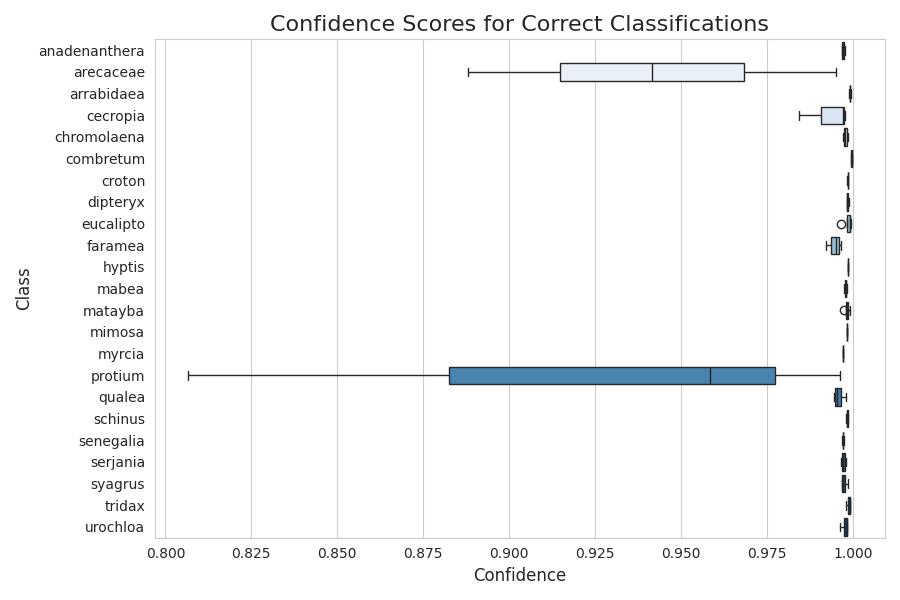 Confidence Scores for Correct Classifications
anadenanthera
arecaceae
arrabidaea
cecropia
chromolaena
combretum
croton
dipteryx
eucalipto
faramea
hyptis
mabea
matayba
mimosa
myrcia
protium
qualea
schinus
senegalia
serjania
syagrus
tridax
urochloa
Class
0.800 0.825 0.850 0.875 0.900 0.925 0.950 0.975 1.000
Confidence